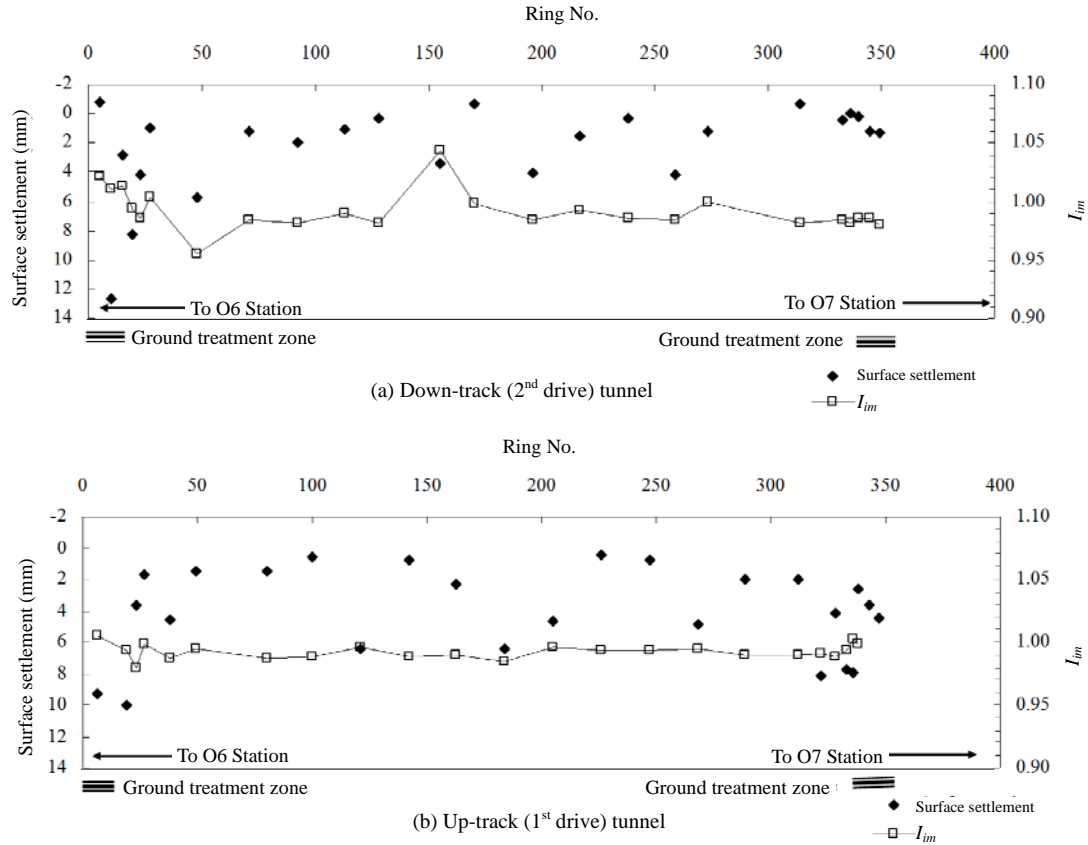 Ring No.
0 50 100 150 200 250 300 350 400
-2 1.10
0
2 1.05
4
6 1.00
8
10 0.95
12
14 0.90
Surface settlement (mm)
I_im
To O6 Station
To O7 Station
Ground treatment zone
Ground treatment zone
Surface settlement
(a) Down-track (2nd drive) tunnel
I_im
Ring No.
0 50 100 150 200 250 300 350 400
-2 1.10
0
2 1.05
4
6 1.00
8
10 0.95
12
14 0.90
Surface settlement (mm)
I_im
To O6 Station
To O7 Station
Ground treatment zone
Ground treatment zone
Surface settlement
(b) Up-track (1st drive) tunnel
I_im